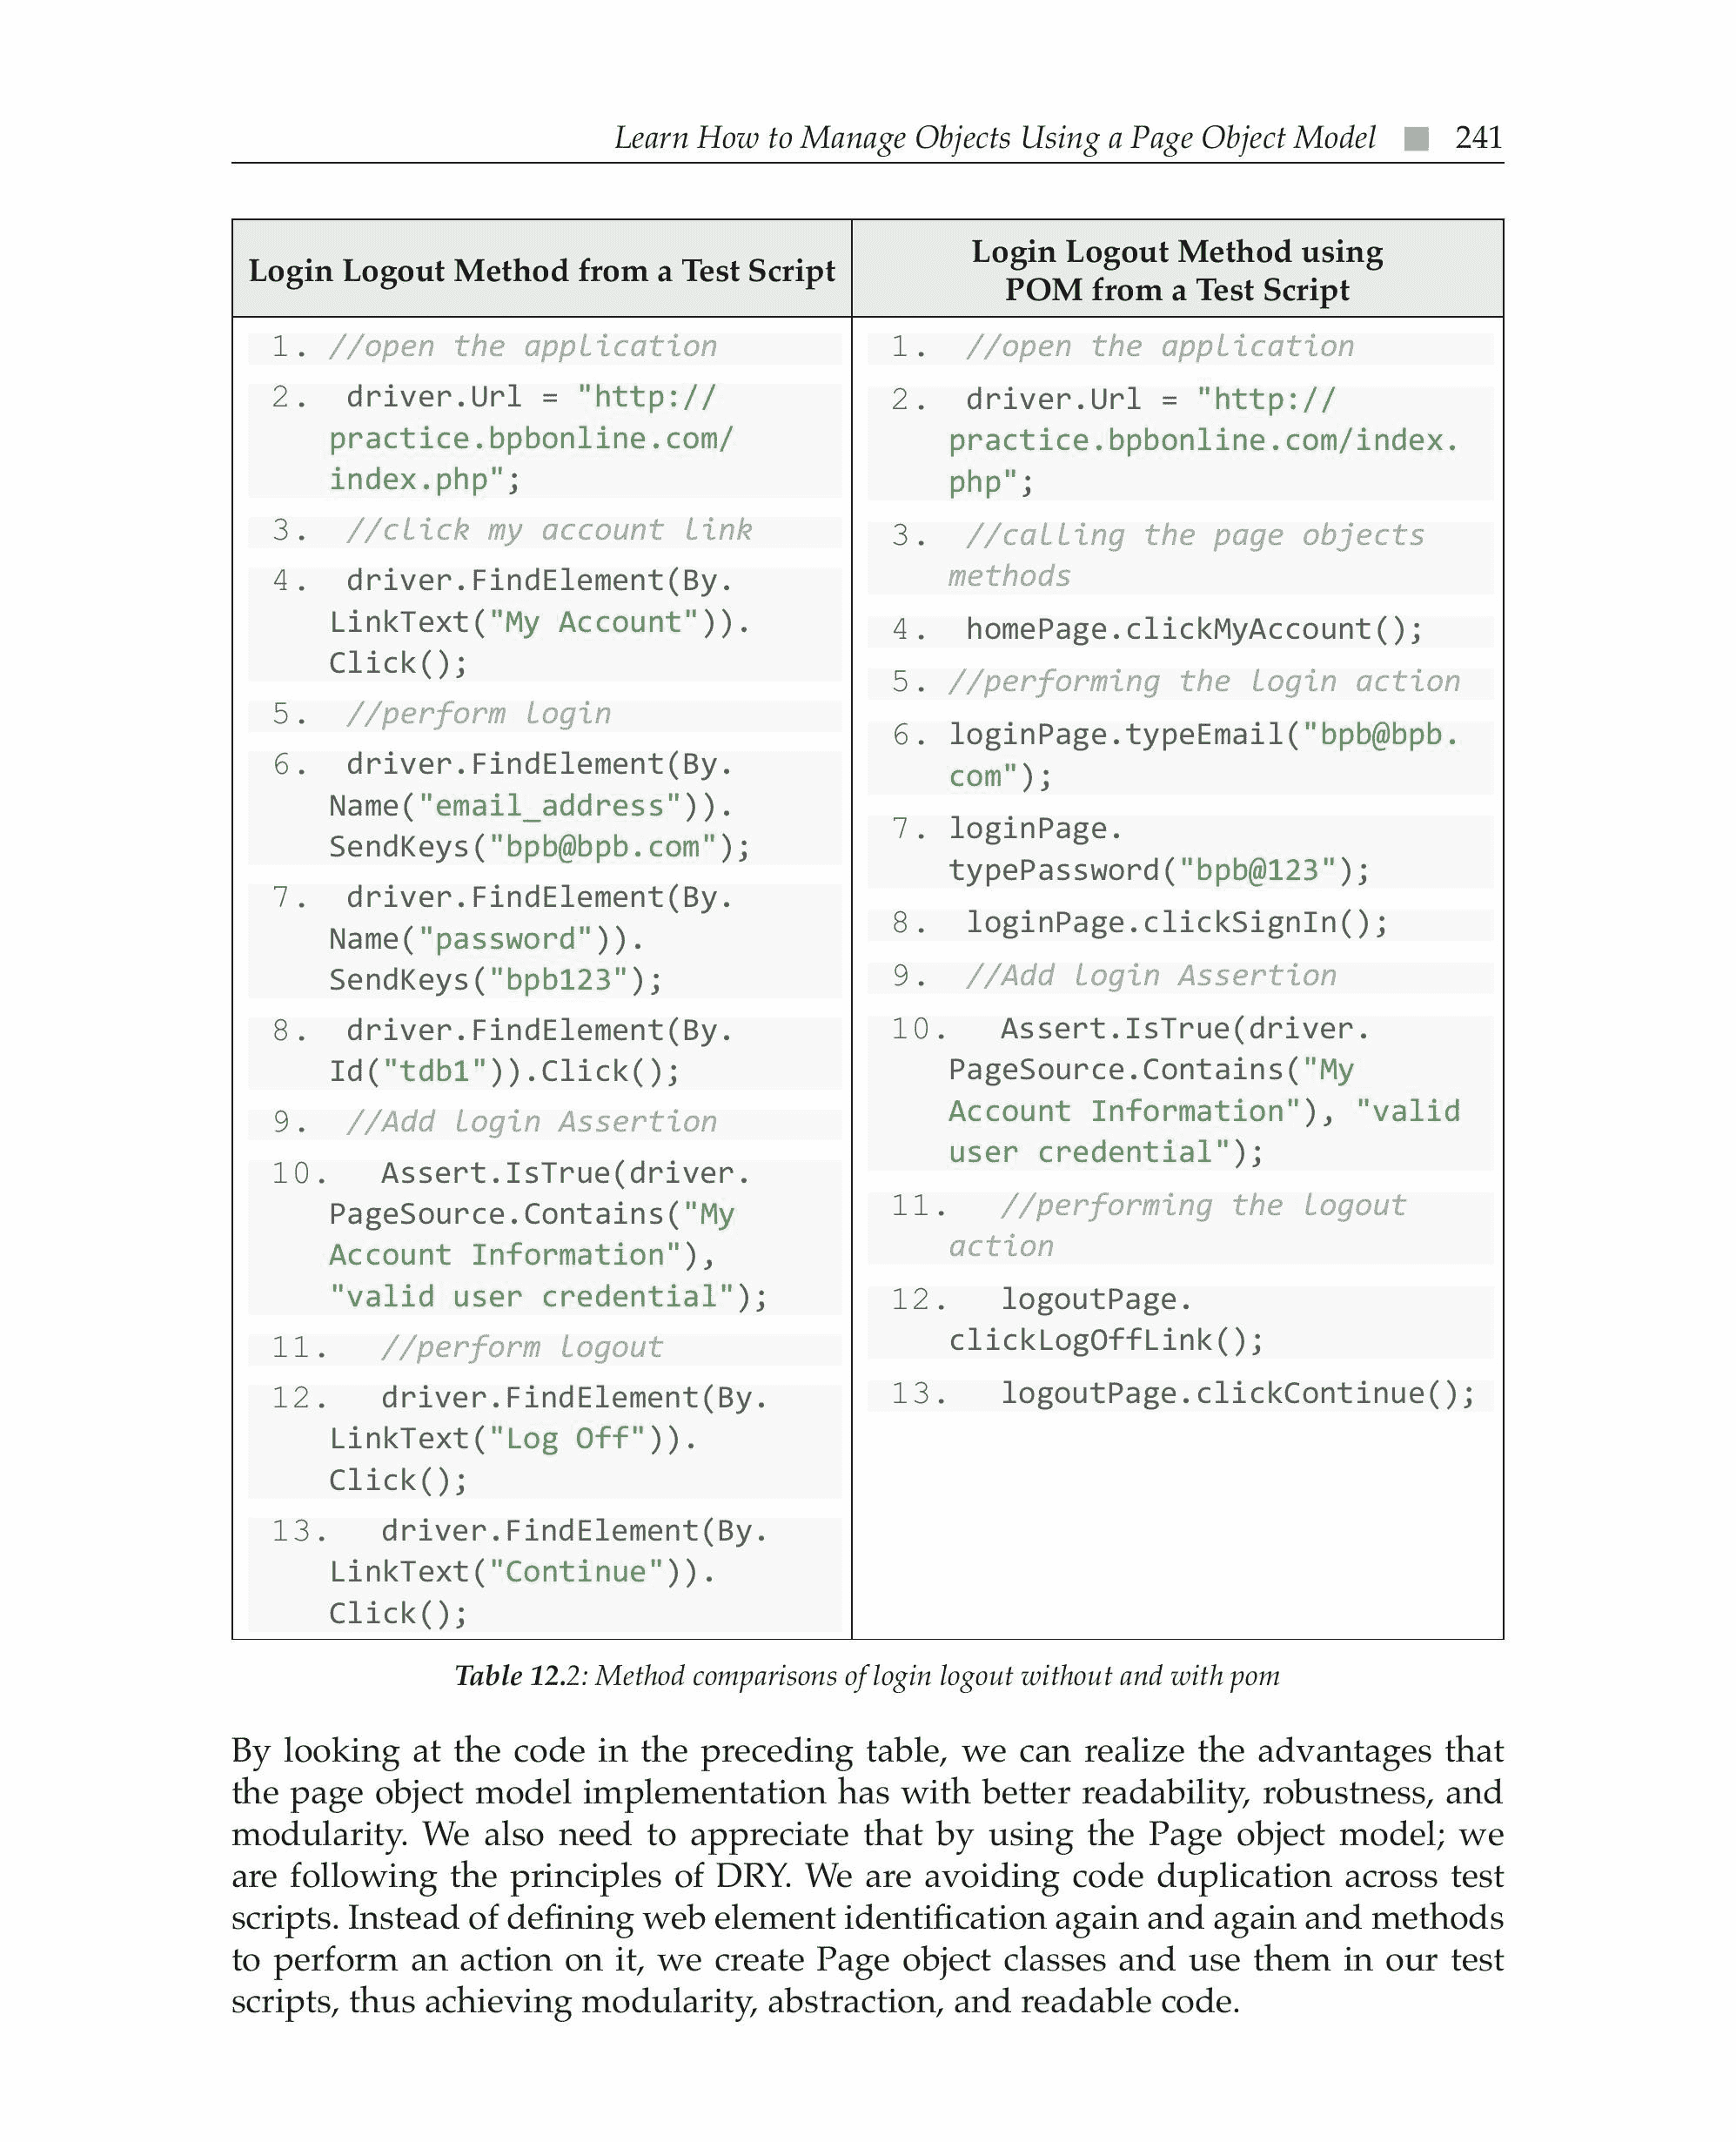 Learn How to Manage Objects Using a Page Object Model 241
Login Logout Method from a Test Script
1. //open the application
2. driver.Url = "http://
practice.bpbonline.com/
index.php";
3. //click my account link
4. driver.FindElement(By.
LinkText("My Account")).
Click();
5. //perform login
6. driver.FindElement(By.
Name("email_address")).
SendKeys("bpb@bpb.com");
7. driver.FindElement(By.
Name("password")).
SendKeys("bpb123");
8. driver.FindElement(By.
Id("tdb1")).Click();
9. //Add login Assertion
10. Assert.IsTrue(driver.
PageSource.Contains("My
Account Information"),
"valid user credential");
11. //perform logout
12. driver.FindElement(By.
LinkText("Log Off")).
Click();
13. driver.FindElement(By.
LinkText("Continue")).
Click();
Login Logout Method using
POM from a Test Script
1. //open the application
2. driver.Url = "http://
practice.bpbonline.com/index.
php";
3. //calling the page objects
methods
4. homePage.clickMyAccount();
5. //performing the login action
6. loginPage.typeEmail("bpb@bpb.
com");
7. loginPage.
typePassword("bpb@123");
8. loginPage.clickSignIn();
9. //Add login Assertion
10. Assert.IsTrue(driver.
PageSource.Contains("My
Account Information"), "valid
user credential");
11. //performing the logout
action
12. logoutPage.
clickLogOffLink();
13. logoutPage.clickContinue();
Table 12.2: Method comparisons of login logout without and with pom
By looking at the code in the preceding table, we can realize the advantages that
the page object model implementation has with better readability, robustness, and
modularity. We also need to appreciate that by using the Page object model; we
are following the principles of DRY. We are avoiding code duplication across test
scripts. Instead of defining web element identification again and again and methods
to perform an action on it, we create Page object classes and use them in our test
scripts, thus achieving modularity, abstraction, and readable code.